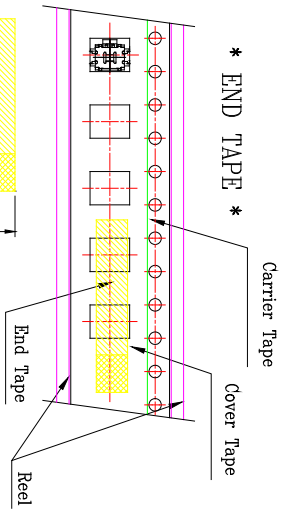 * END TAPE *
Carrier Tape
Cover Tape
End Tape
Reel